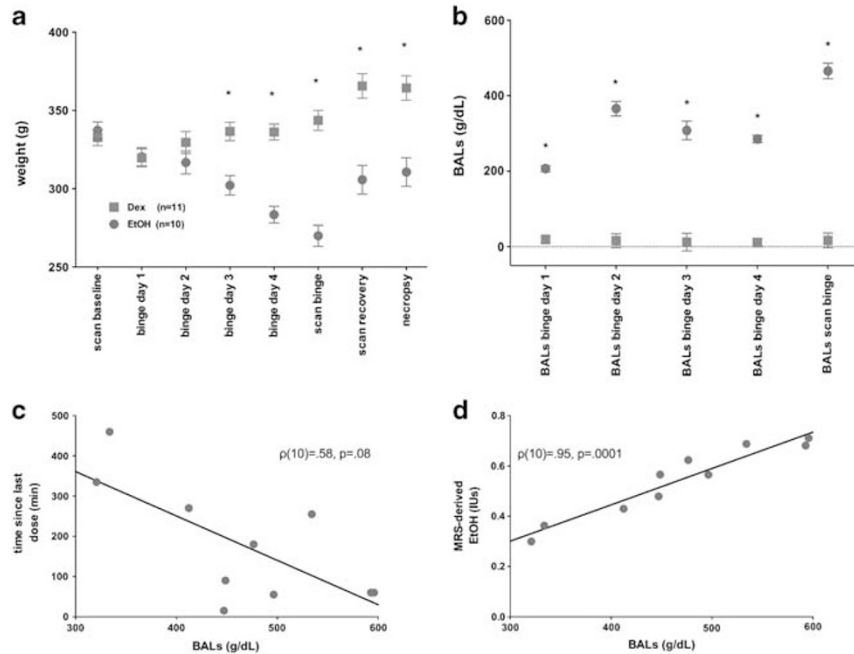 a
400
350
300
250
weight (g)
* * * * *
Dex (n=11)
EtOH (n=10)
scan baseline
binge day 1
binge day 2
binge day 3
binge day 4
scan binge
scan recovery
necropsy
b
600
400
200
0
BALs (g/dL)
* * * * *
BALs binge day 1
BALs binge day 2
BALs binge day 3
BALs binge day 4
BALs scan binge
c
500
400
300
200
100
0
time since last
dose (min)
ρ(10)=.58, p=.08
300 400 500 600
BALs (g/dL)
d
0.8
0.6
0.4
0.2
0.0
MRS-derived
EtOH (IUs)
ρ(10)=.95, p=.0001
300 400 500 600
BALs (g/dL)